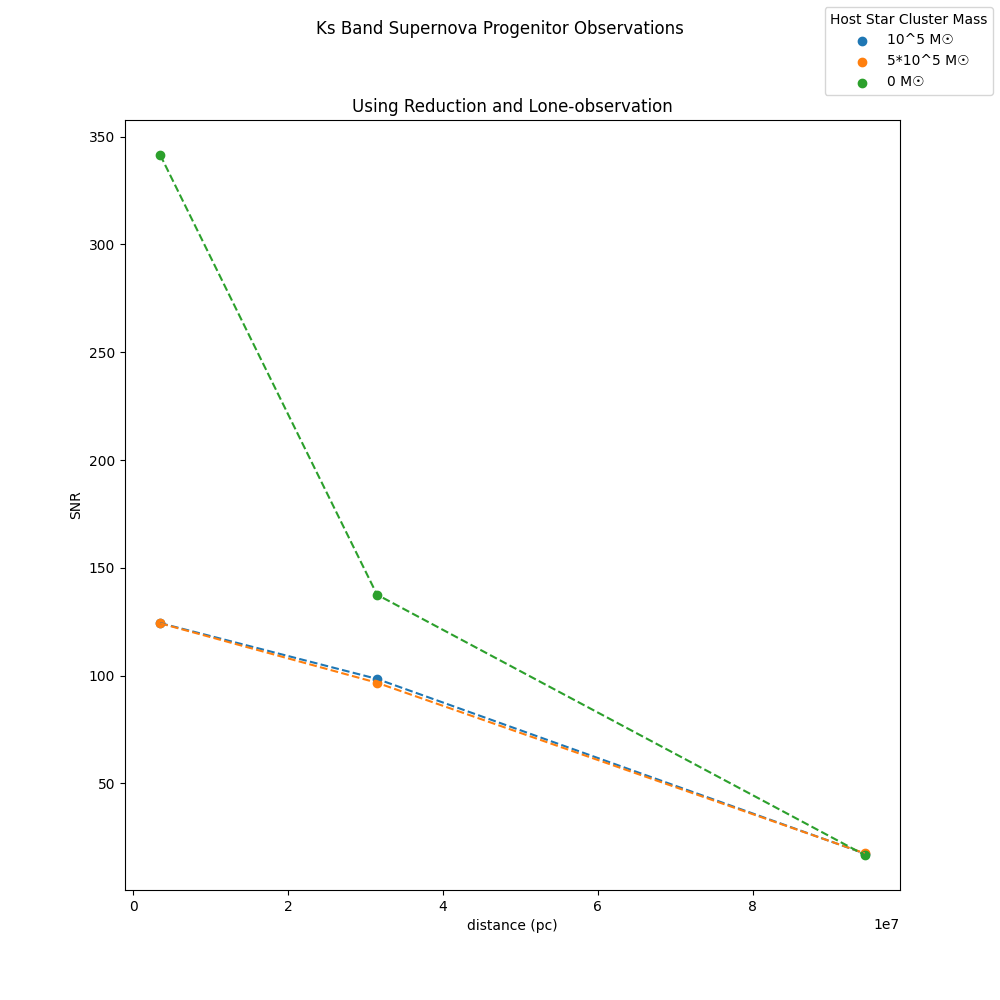 Ks Band Supernova Progenitor Observations
Host Star Cluster Mass
10^5 M☉
5*10^5 M☉
0 M☉
Using Reduction and Lone-observation
350
300
250
200
150
100
50
SNR
0 2 4 6 8
1e7
distance (pc)